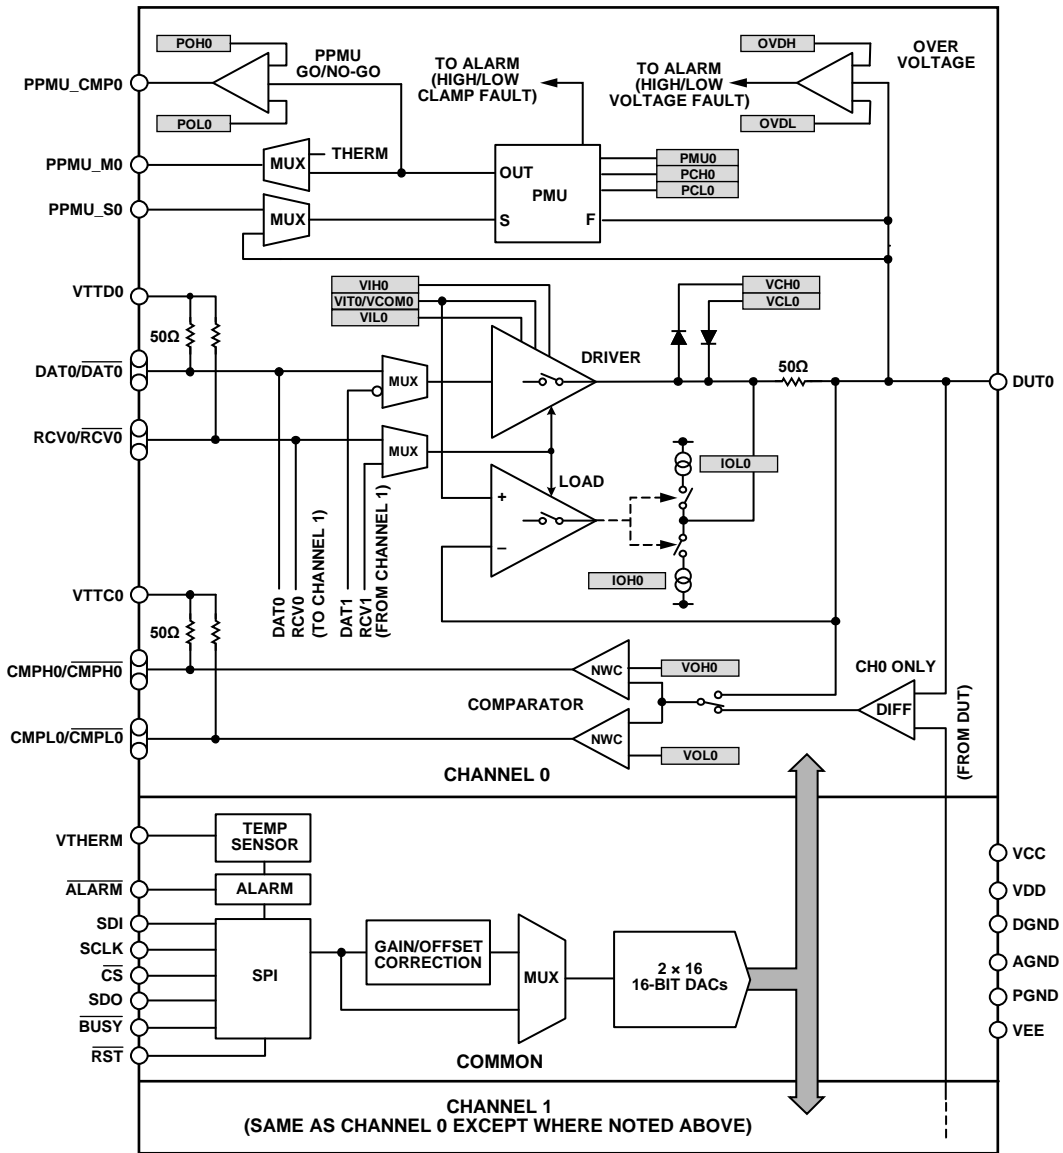 POH0
PPMU
GO/NO-GO
PPMU_CMP0
POL0
TO ALARM
(HIGH/LOW
CLAMP FAULT)
TO ALARM
(HIGH/LOW
VOLTAGE FAULT)
OVDH
OVER
VOLTAGE
OVDL
PPMU_M0
MUX
THERM
OUT
PMU
S
F
PMU0
PCH0
PCL0
PPMU_S0
MUX
VTTD0
50Ω
VIH0
VIT0/VCOM0
VIL0
VCH0
VCL0
DAT0/DAT0
MUX
DRIVER
50Ω
DUT0
RCV0/RCV0
MUX
LOAD
+
–
IOL0
IOH0
DAT0
RCV0
(TO CHANNEL 1)
DAT1
RCV1
(FROM CHANNEL 1)
VTTC0
50Ω
CMPH0/CMPH0
NWC
VOH0
COMPARATOR
CH0 ONLY
DIFF
(FROM DUT)
CMPL0/CMPL0
NWC
VOL0
CHANNEL 0
VTHERM
TEMP
SENSOR
ALARM
ALARM
SDI
SCLK
CS
SDO
BUSY
RST
SPI
GAIN/OFFSET
CORRECTION
MUX
2 × 16
16-BIT DACs
COMMON
VCC
VDD
DGND
AGND
PGND
VEE
CHANNEL 1
(SAME AS CHANNEL 0 EXCEPT WHERE NOTED ABOVE)